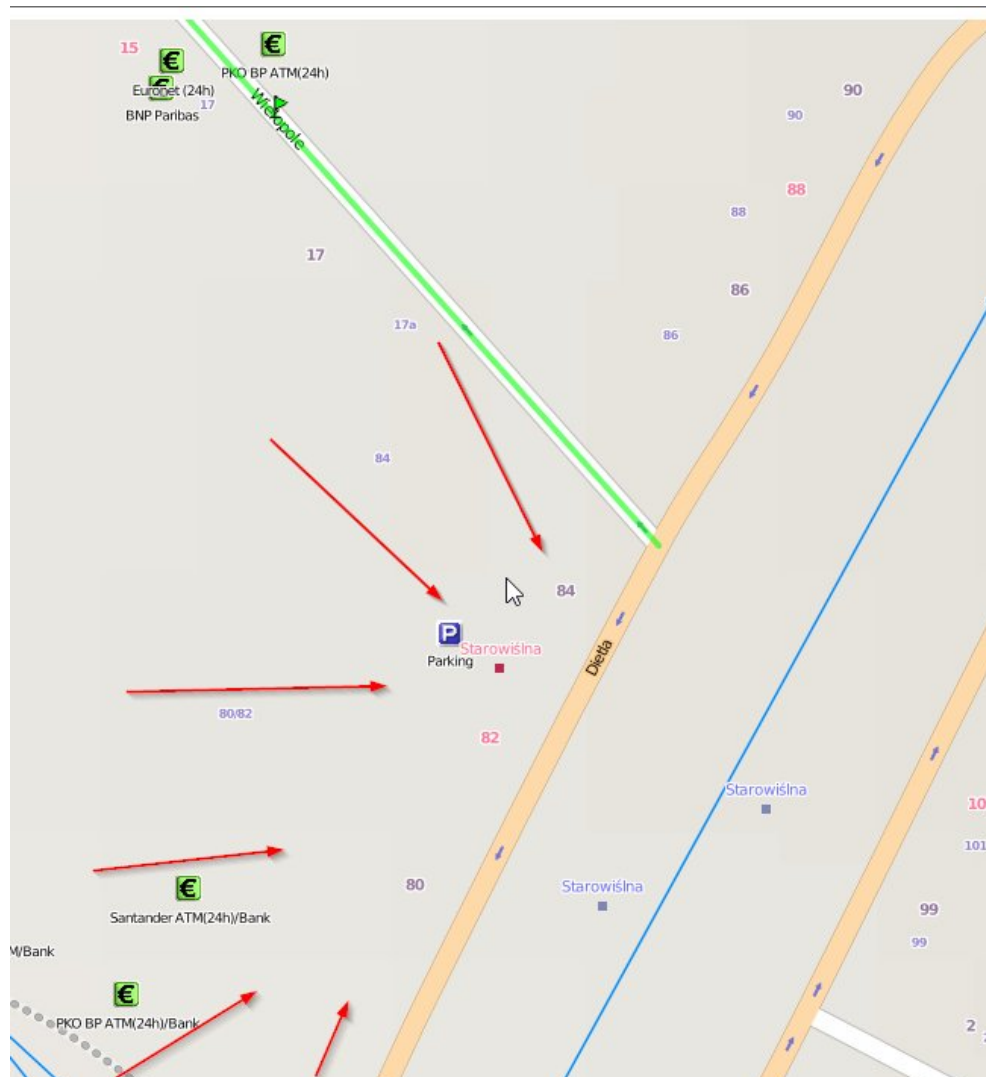 15
PKO BP ATM(24h)
Euronet (24h)
17
BNP Paribas
Wielopole
90
90
88
88
17
86
17a
86
84
84
Dietla
Starowiślna
Parking
80/82
82
Starowiślna
10
101
80
Starowiślna
Santander ATM(24h)/Bank
99
99
M/Bank
PKO BP ATM(24h)/Bank
2